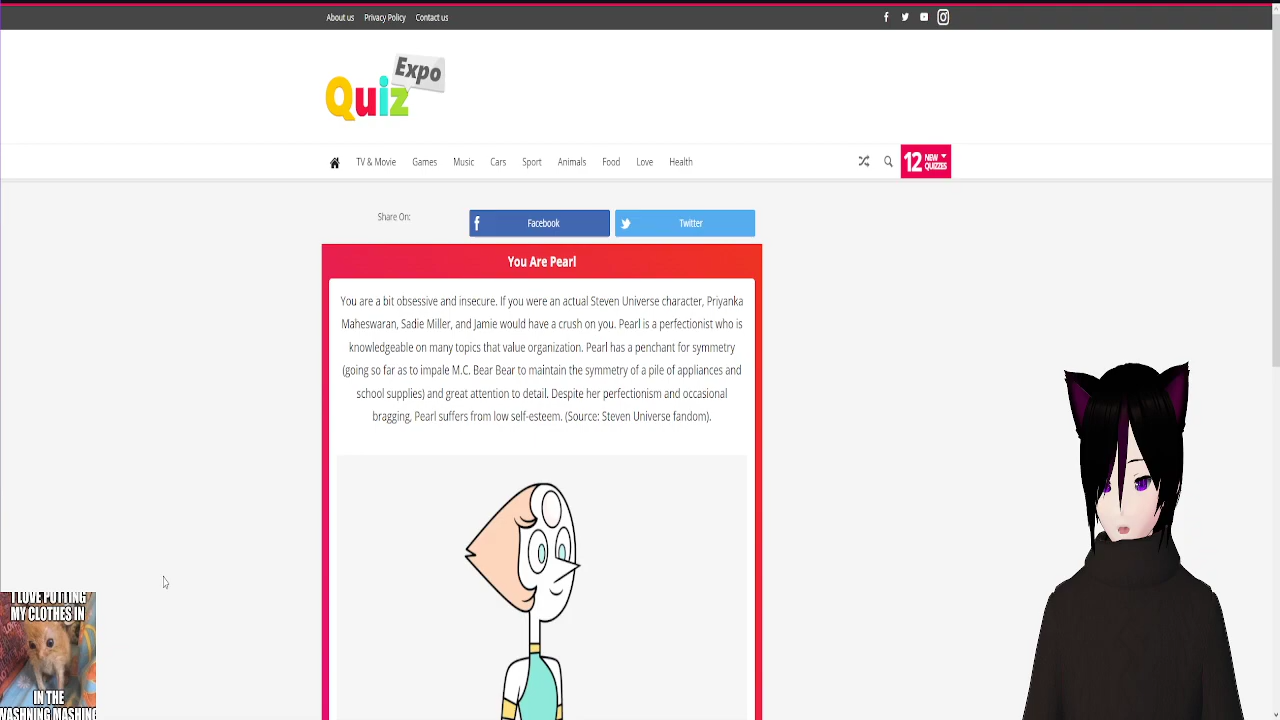 About us Privacy Policy Contact us
Quiz Expo
TV & Movie Games Music Cars Sport Animals Food Love Health
12 NEW QUIZZES
Share On: Facebook Twitter
You Are Pearl
You are a bit obsessive and insecure. If you were an actual Steven Universe character, Priyanka
Maheswaran, Sadie Miller, and Jamie would have a crush on you. Pearl is a perfectionist who is
knowledgeable on many topics that value organization. Pearl has a penchant for symmetry
(going so far as to impale M.C. Bear Bear to maintain the symmetry of a pile of appliances and
school supplies) and great attention to detail. Despite her perfectionism and occasional
bragging, Pearl suffers from low self-esteem. (Source: Steven Universe fandom).
I LOVE PUTTING
MY CLOTHES IN
IN THE
WASHNING MASHING